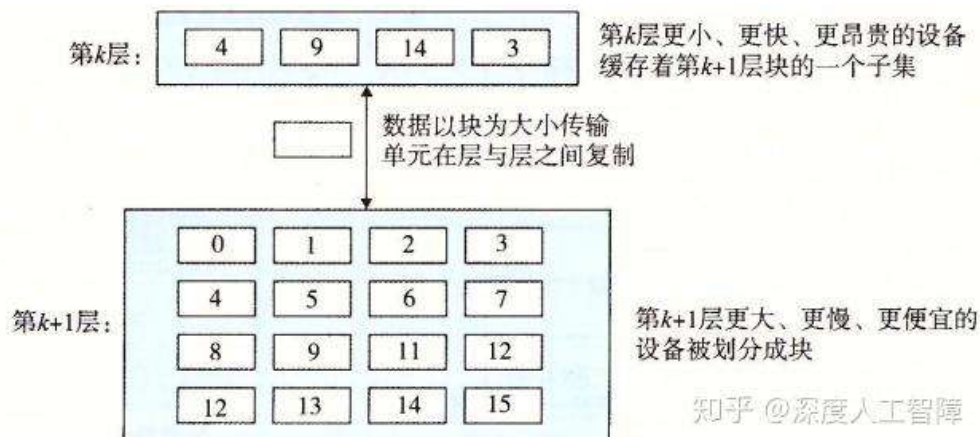 第k层:
4 9 14 3
第k层更小、更快、更昂贵的设备
缓存着第k+1层块的一个子集
数据以块为大小传输
单元在层与层之间复制
0 1 2 3
4 5 6 7
第k+1层:
8 9 11 12
12 13 14 15
第k+1层更大、更慢、更便宜的
设备被划分成块
知乎 @深度人工智障